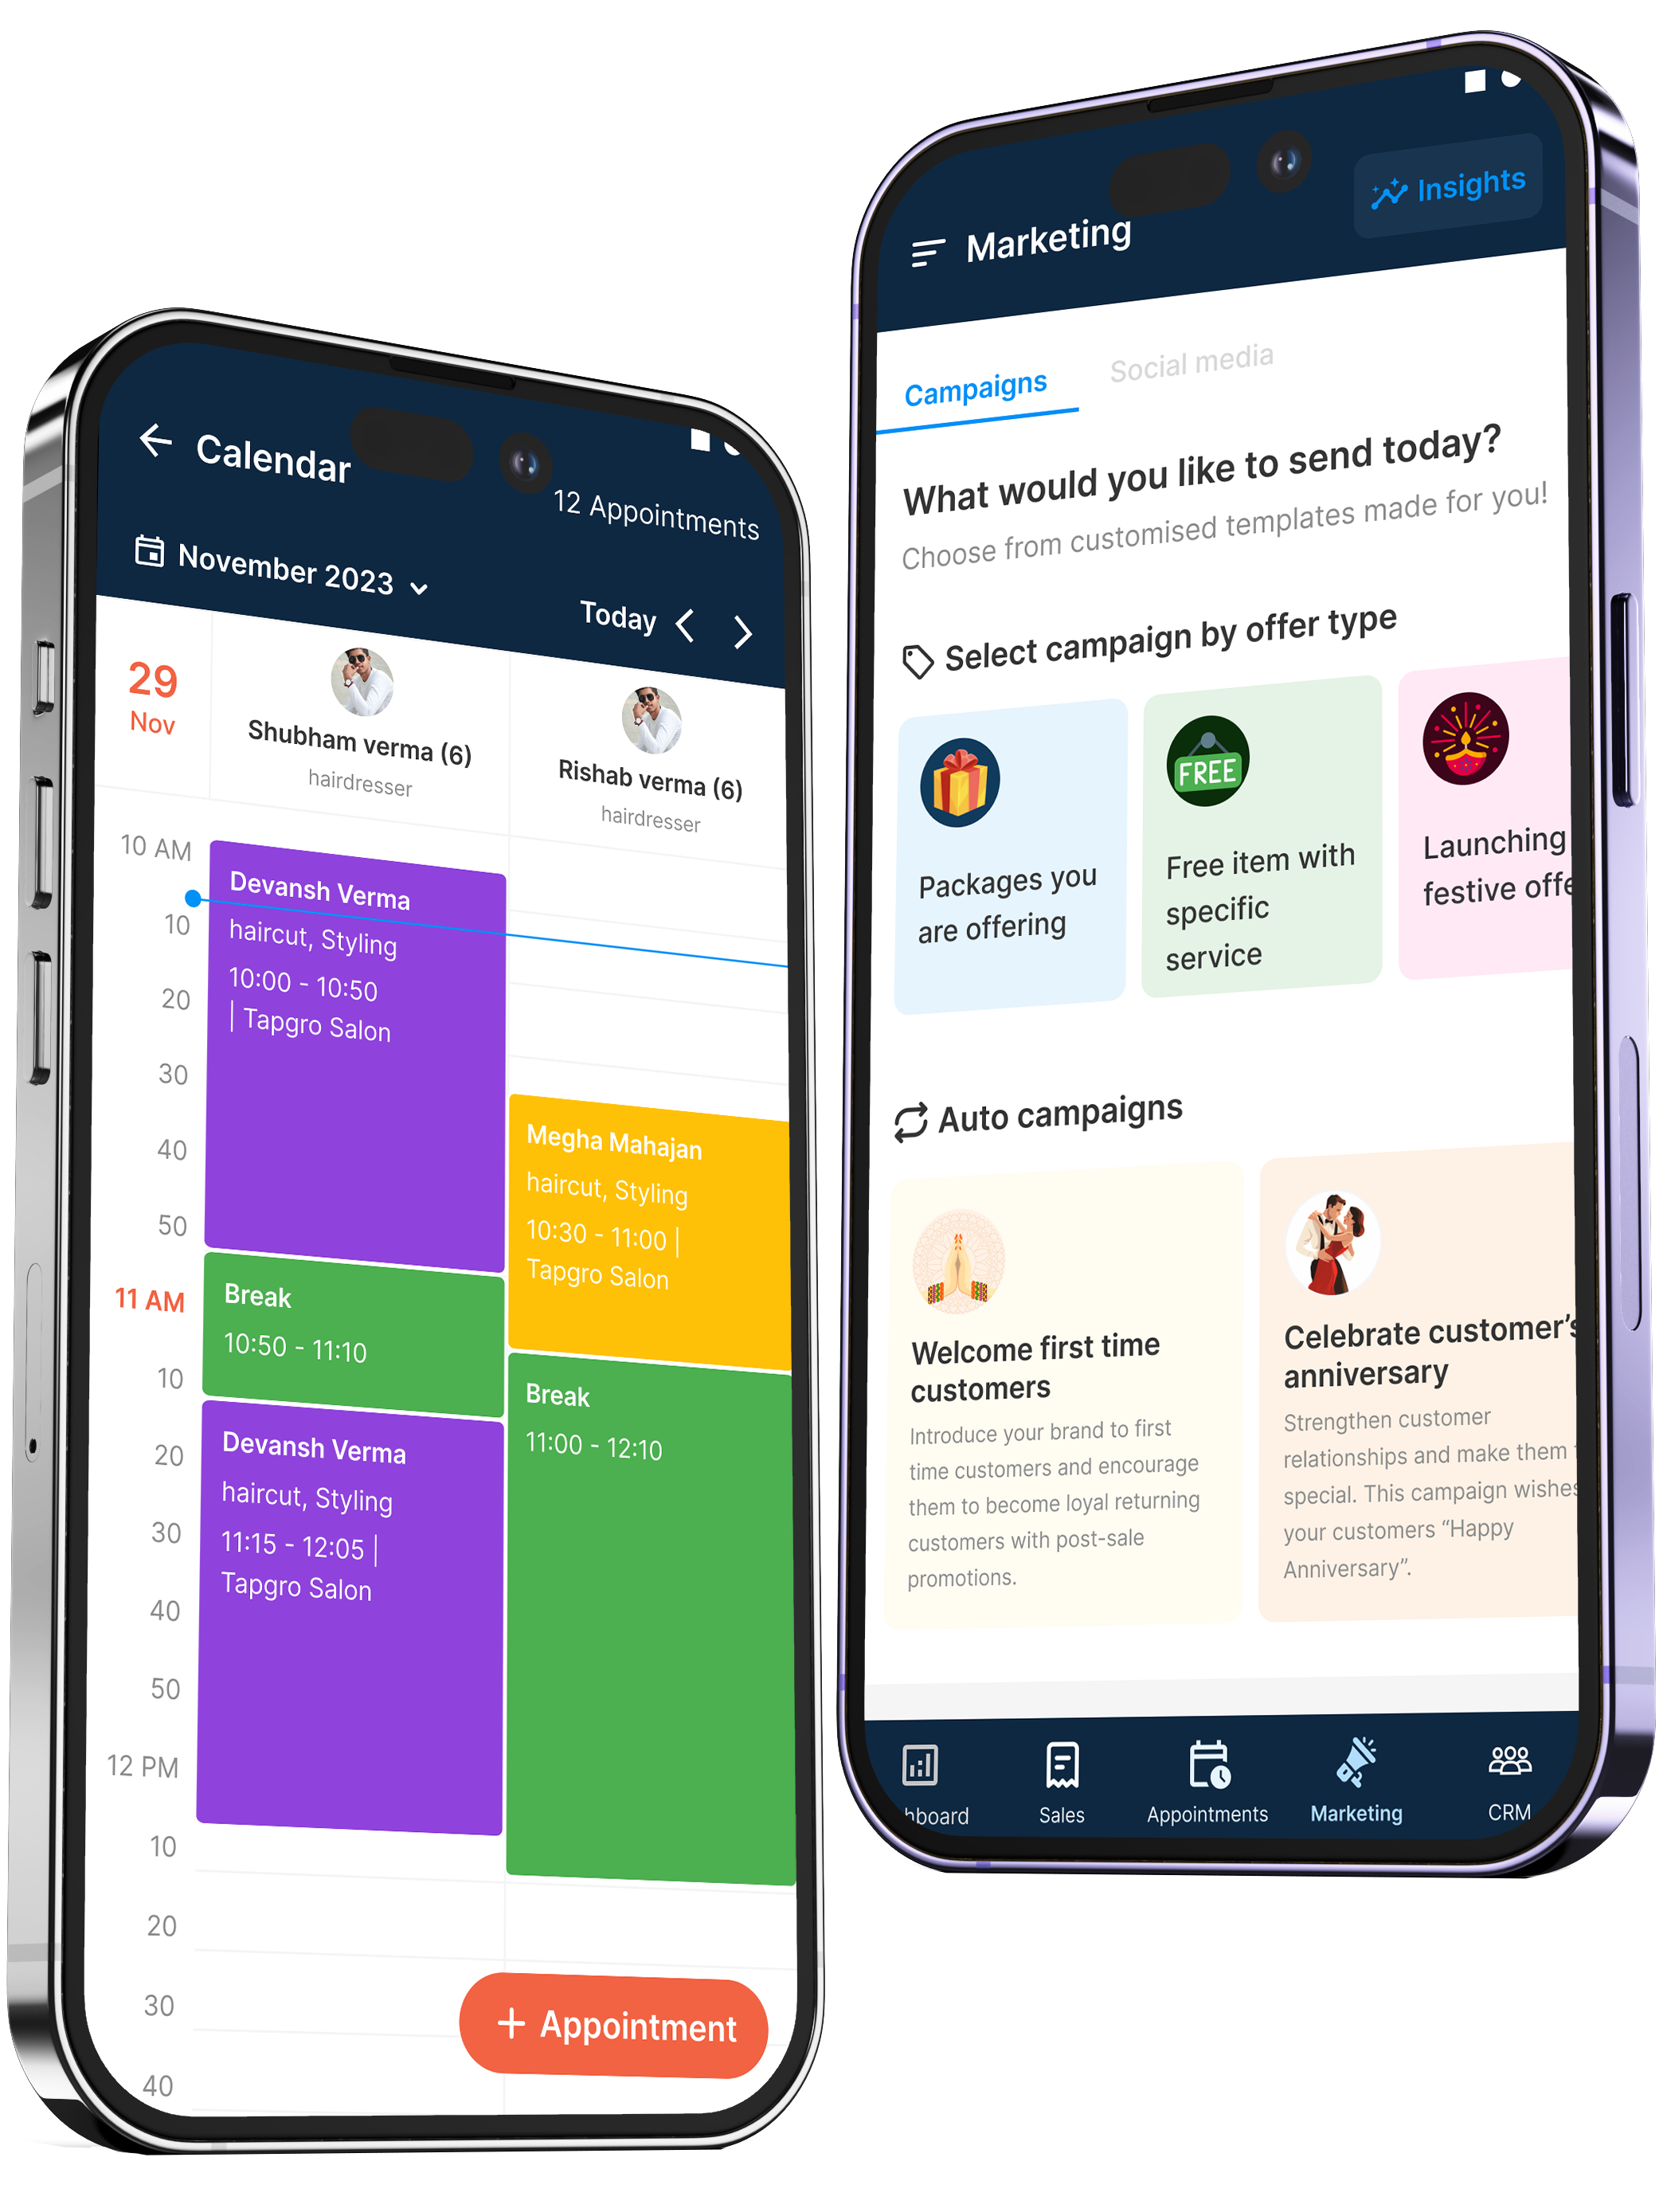 Calendar
12 Appointments
November 2023
Today
29
Nov
Shubham verma (6)
hairdresser
Rishab verma (6)
hairdresser
10 AM
10
20
30
40
50
11 AM
10
20
30
40
50
12 PM
10
20
30
40
Devansh Verma
haircut, Styling
10:00 - 10:50
| Tapgro Salon
Break
10:50 - 11:10
Devansh Verma
haircut, Styling
11:15 - 12:05 |
Tapgro Salon
Megha Mahajan
haircut, Styling
10:30 - 11:00 |
Tapgro Salon
Break
11:00 - 12:10
+ Appointment
Marketing
Insights
Campaigns
Social media
What would you like to send today?
Choose from customised templates made for you!
Select campaign by offer type
Packages you
are offering
FREE
Free item with
specific
service
Launching
festive offe
Auto campaigns
Welcome first time
customers
Introduce your brand to first
time customers and encourage
them to become loyal returning
customers with post-sale
promotions.
Celebrate customer's
anniversary
Strengthen customer
relationships and make them
special. This campaign wishes
your customers “Happy
Anniversary”.
hboard
Sales
Appointments
Marketing
CRM